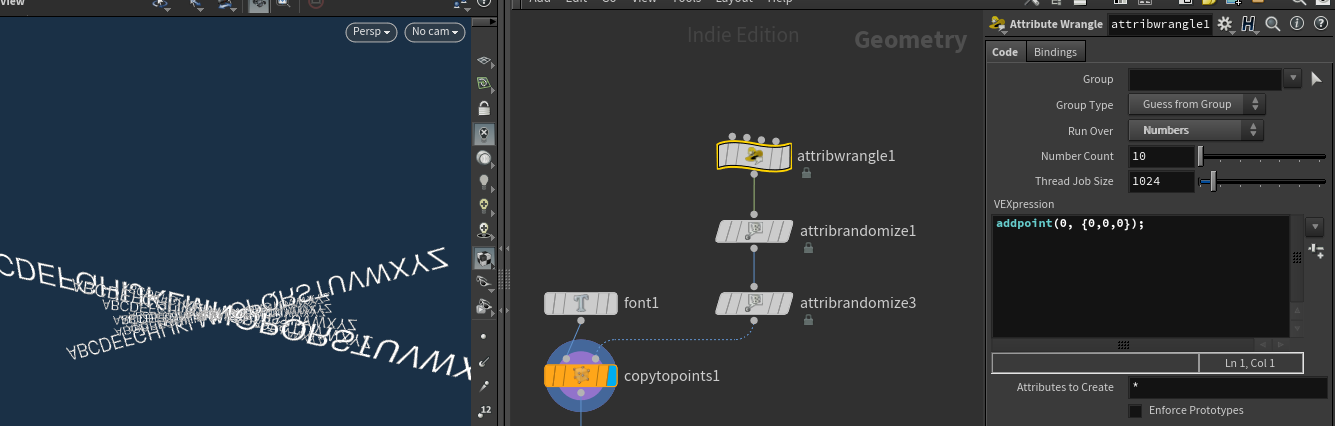 View
Add Edit Go View Tools Layout Help
Persp
No cam
Indie Edition
Geometry
Attribute Wrangle
attribwrangle1
Code
Bindings
Group
Group Type
Guess from Group
Run Over
Numbers
Number Count
10
Thread Job Size
1024
VEXpression
addpoint(0, {0,0,0});
Ln 1, Col 1
Attributes to Create
*
Enforce Prototypes
attribwrangle1
attribrandomize1
attribrandomize3
font1
copytopoints1
12